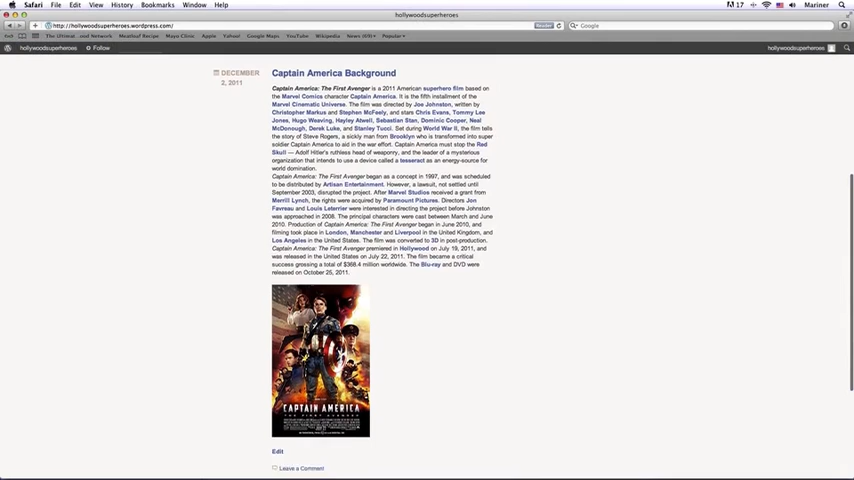 Safari File Edit View History Bookmarks Window Help
17
Mariner
hollywoodsuperheroes
http://hollywoodsuperheroes.wordpress.com/
Reader
Google
Mayo Clinic Apple Yahoo! Google Maps YouTube Wikipedia News (69) Popular
hollywoodsuperheroes Follow
hollywoodsuperheroes
DECEMBER
2, 2011
Captain America Background
Captain America: The First Avenger is a 2011 American superhero film based on
the Marvel Comics character Captain America. It is the fifth installment of the
Marvel Cinematic Universe. The film was directed by Joe Johnston, written by
Christopher Markus and Stephen McFeely, and stars Chris Evans, Tommy Lee
Jones, Hugo Weaving, Hayley Atwell, Sebastian Stan, Dominic Cooper, Neal
McDonough, Derek Luke, and Stanley Tucci. Set during World War II, the film tells
the story of Steve Rogers, a sickly man from Brooklyn who is transformed into super
soldier Captain America to aid in the war effort. Captain America must stop the Red
Skull — Adolf Hitler's ruthless head of weaponry, and the leader of a mysterious
organization that intends to use a device called a tesseract as an energy-source for
world domination.
Captain America: The First Avenger began as a concept in 1997, and was scheduled
to be distributed by Artisan Entertainment. However, a lawsuit, not settled until
September 2003, disrupted the project. After Marvel Studios received a grant from
Merrill Lynch, the rights were acquired by Paramount Pictures. Directors Jon
Favreau and Louis Leterrier were interested in directing the project before Johnston
was approached in 2008. The principal characters were cast between March and June
2010. Production of Captain America: The First Avenger began in June 2010, and
filming took place in London, Manchester and Liverpool in the United Kingdom, and
Los Angeles in the United States. The film was converted to 3D in post-production.
Captain America: The First Avenger premiered in Hollywood on July 19, 2011, and
was released in the United States on July 22, 2011. The film became a critical
success grossing a total of $368.4 million worldwide. The Blu-ray and DVD were
released on October 25, 2011.
CAPTAIN AMERICA
THE FIRST AVENGER
Edit
Leave a Comment